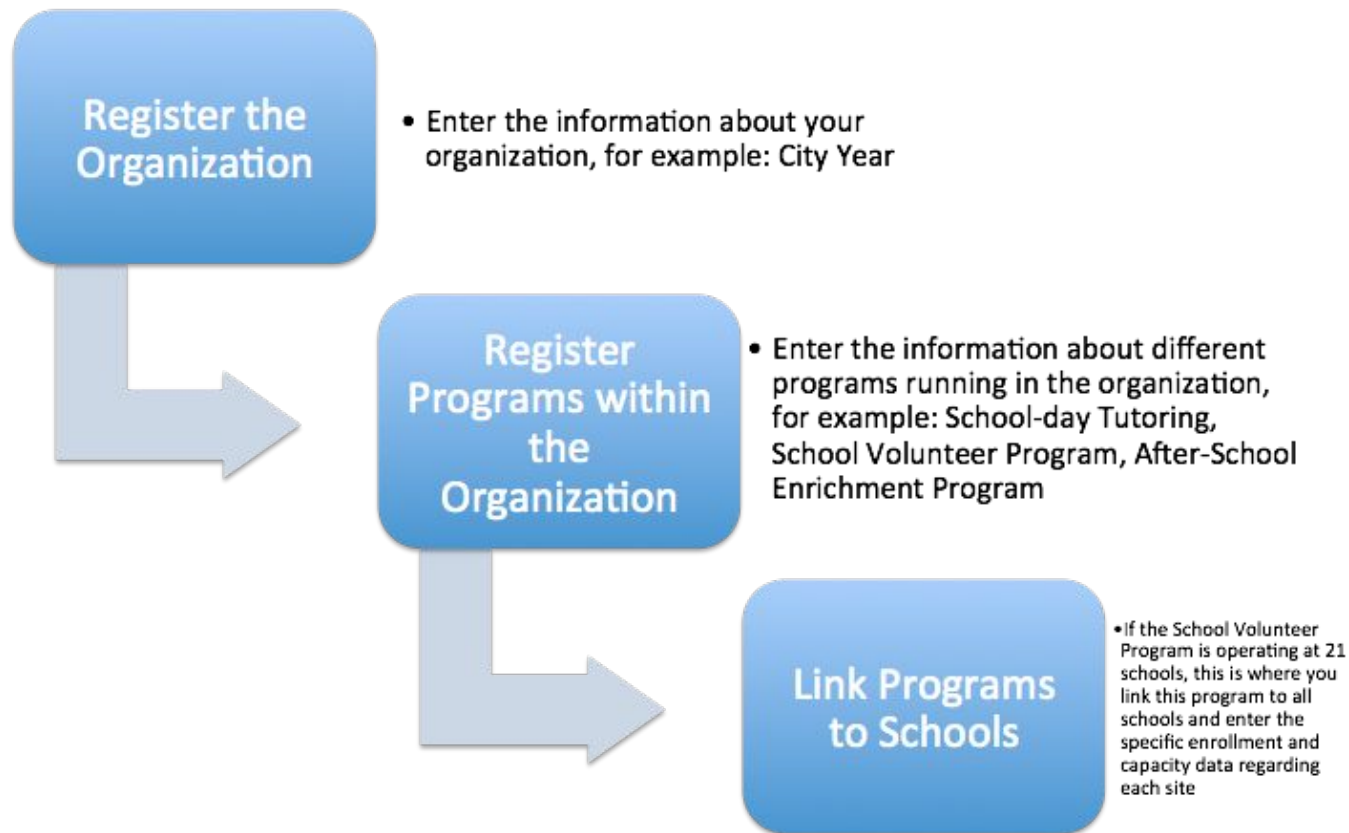 Register the
Organization
• Enter the information about your
organization, for example: City Year
Register
Programs within
the
Organization
• Enter the information about different
programs running in the organization,
for example: School-day Tutoring,
School Volunteer Program, After-School
Enrichment Program
Link Programs
to Schools
•If the School Volunteer
Program is operating at 21
schools, this is where you
link this program to all
schools and enter the
specific enrollment and
capacity data regarding
each site